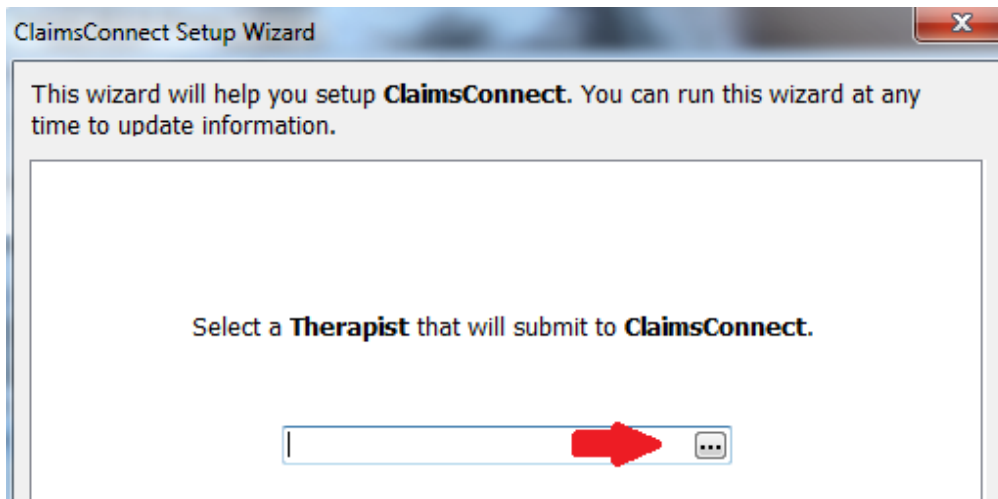 ClaimsConnect Setup Wizard
This wizard will help you setup ClaimsConnect. You can run this wizard at any
time to update information.
Select a Therapist that will submit to ClaimsConnect.
...